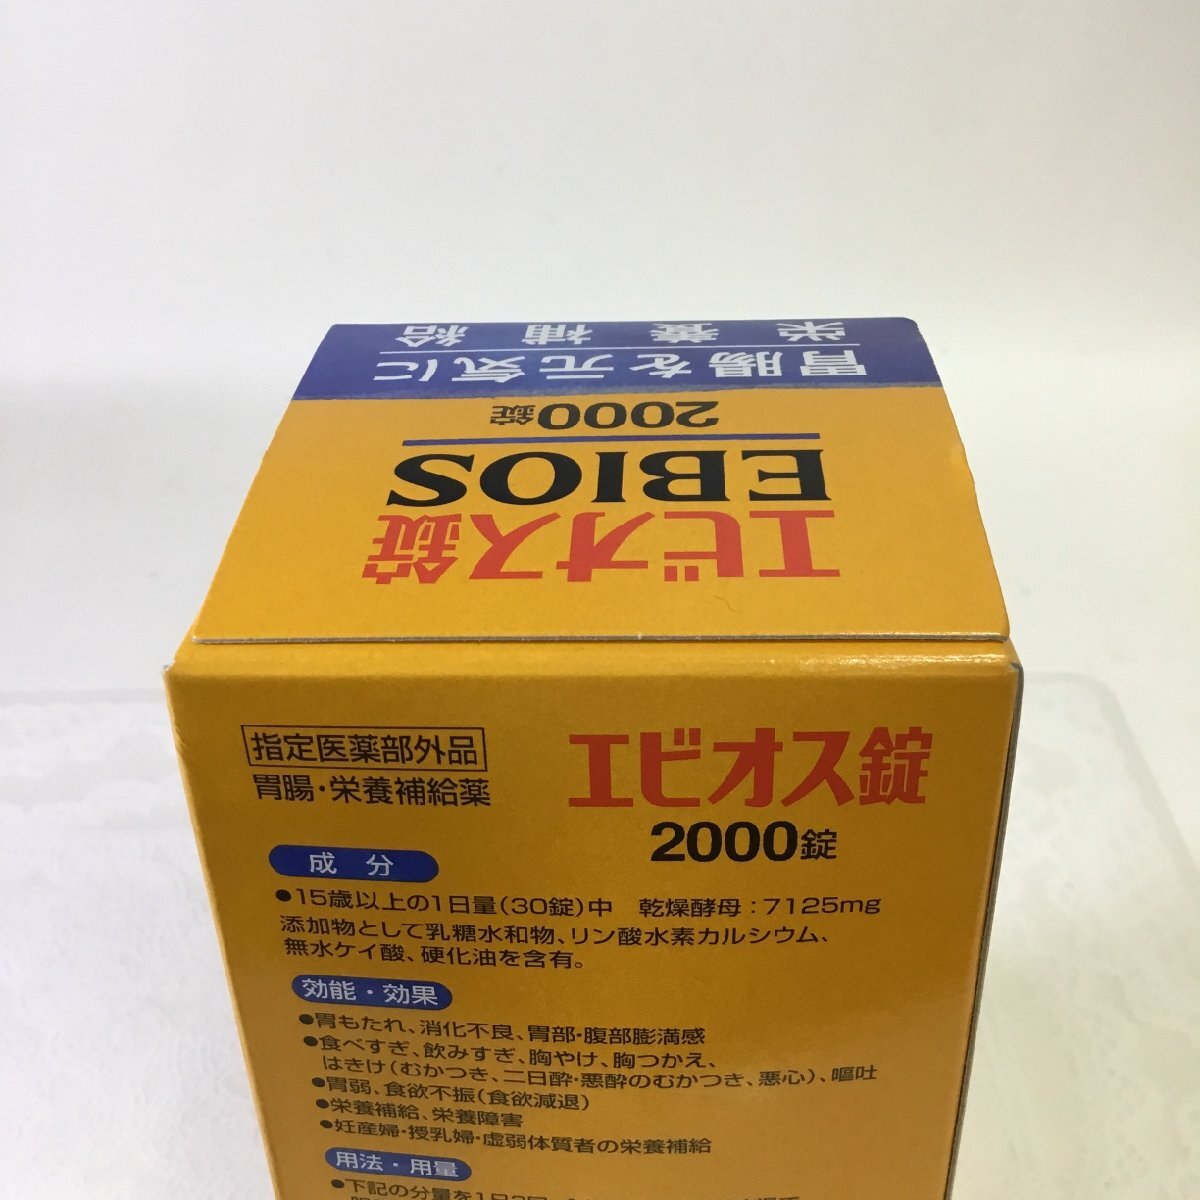 栄養補給
胃腸を元気に
2000錠
EBIOS
エビオス錠
指定医薬部外品
胃腸・栄養補給薬
エビオス錠
2000錠
成分
●15歳以上の1日量(30錠)中 乾燥酵母：7125mg
添加物として乳糖水和物、リン酸水素カルシウム、
無水ケイ酸、硬化油を含有。
効能・効果
●胃もたれ、消化不良、胃部・腹部膨満感
●食べすぎ、飲みすぎ、胸やけ、胸つかえ、
はきけ(むかつき、二日酔・悪酔のむかつき、悪心)、嘔吐
●胃弱、食欲不振(食欲減退)
●栄養補給、栄養障害
●妊産婦・授乳婦・虚弱体質者の栄養補給
用法・用量
●下記の分量を1日3回